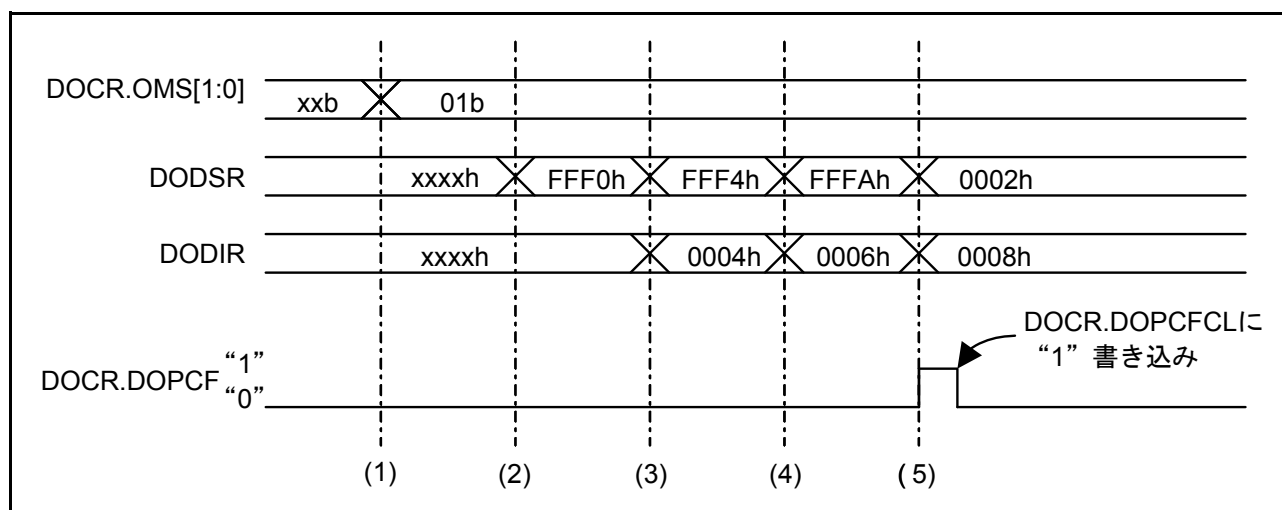 DOCR.OMS[1:0]
xxb
01b
DODSR
xxxxh
FFF0h
FFF4h
FFFAh
0002h
DODIR
xxxxh
0004h
0006h
0008h
DOCR.DOPCFCLに
“1” 書き込み
DOCR.DOPCF
“1”
“0”
(1)
(2)
(3)
(4)
( 5)